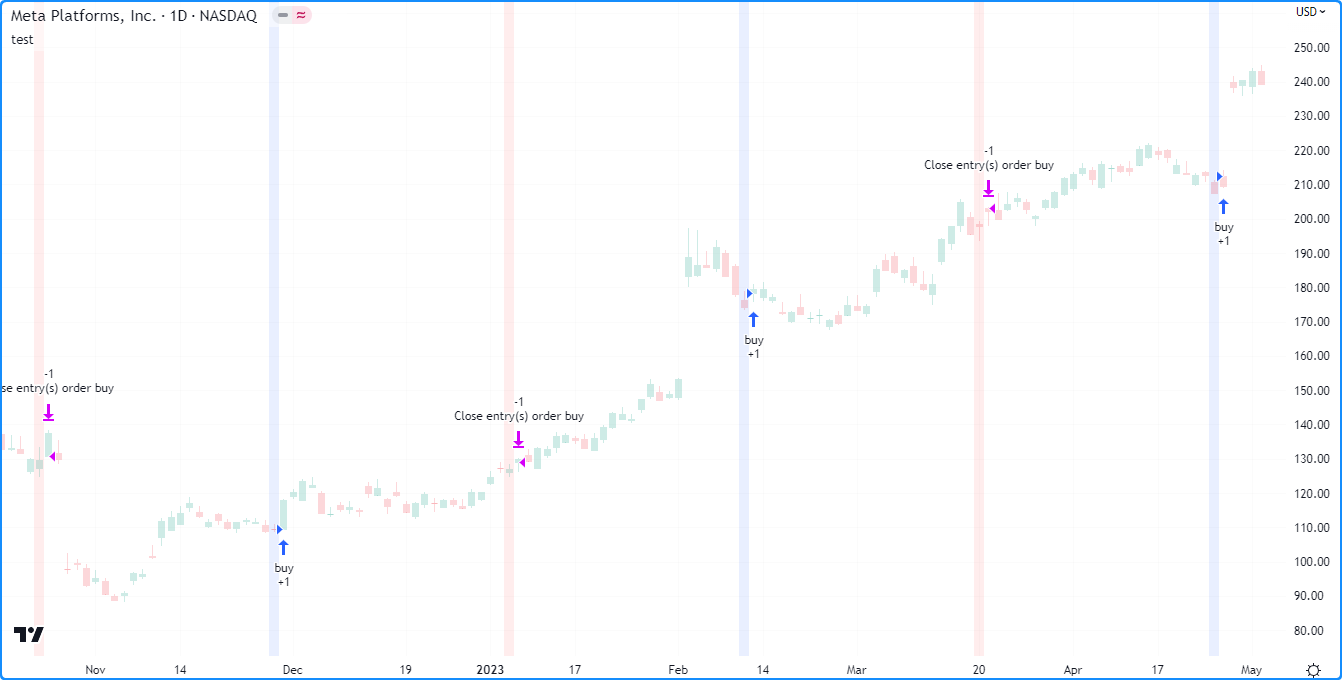 Meta Platforms, Inc. · 1D · NASDAQ
USD
test
250.00
240.00
230.00
220.00
210.00
200.00
190.00
180.00
170.00
160.00
150.00
140.00
130.00
120.00
110.00
100.00
90.00
80.00
-1
se entry(s) order buy
buy
+1
-1
Close entry(s) order buy
buy
+1
-1
Close entry(s) order buy
buy
+1
Nov 14 Dec 19 2023 17 Feb 14 Mar 20 Apr 17 May